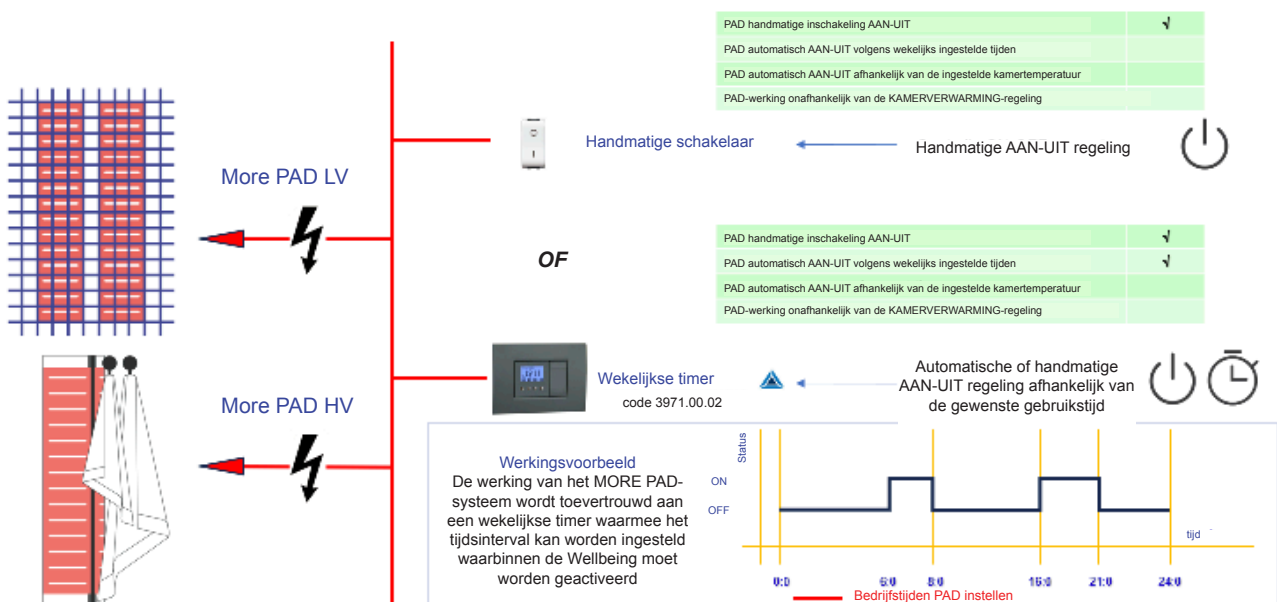 PAD handmatige inschakeling AAN-UIT √
PAD automatisch AAN-UIT volgens wekelijks ingestelde tijden
PAD automatisch AAN-UIT afhankelijk van de ingestelde kamertemperatuur
PAD-werking onafhankelijk van de KAMERVERWARMING-regeling
Handmatige schakelaar
Handmatige AAN-UIT regeling
More PAD LV
OF
PAD handmatige inschakeling AAN-UIT √
PAD automatisch AAN-UIT volgens wekelijks ingestelde tijden √
PAD automatisch AAN-UIT afhankelijk van de ingestelde kamertemperatuur
PAD-werking onafhankelijk van de KAMERVERWARMING-regeling
More PAD HV
Wekelijkse timer
code 3971.00.02
Automatische of handmatige
AAN-UIT regeling afhankelijk van
de gewenste gebruikstijd
Werkingsvoorbeeld
De werking van het MORE PAD-
systeem wordt toevertrouwd aan
een wekelijkse timer waarmee het
tijdsinterval kan worden ingesteld
waarbinnen de Wellbeing moet
worden geactiveerd
Status
ON
OFF
tijd
0:0 6:0 8:0 16:0 21:0 24:0
Bedrijfstijden PAD instellen